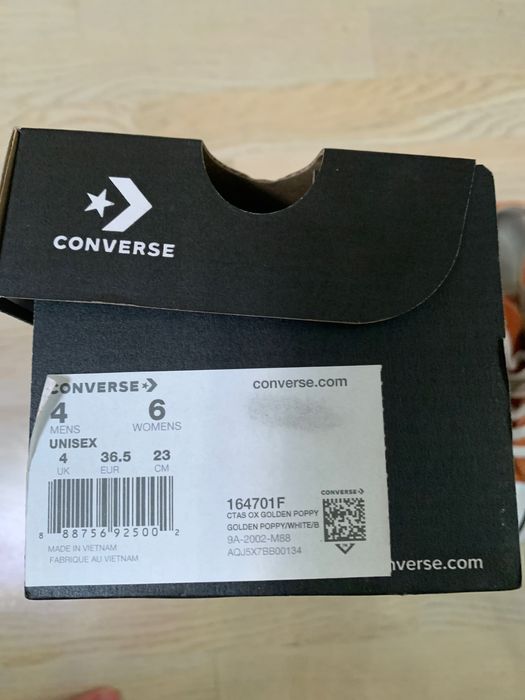 CONVERSE
CONVERSE
converse.com
4 6
MENS WOMENS
UNISEX
4 36.5 23
UK EUR CM
8 88756 92500 2
MADE IN VIETNAM
FABRIQUE AU VIETNAM
164701F
CTAS OX GOLDEN POPPY
GOLDEN POPPY/WHITE/B
9A-2002-M88
AQJ5X7BB00134
CONVERSE
nverse.com